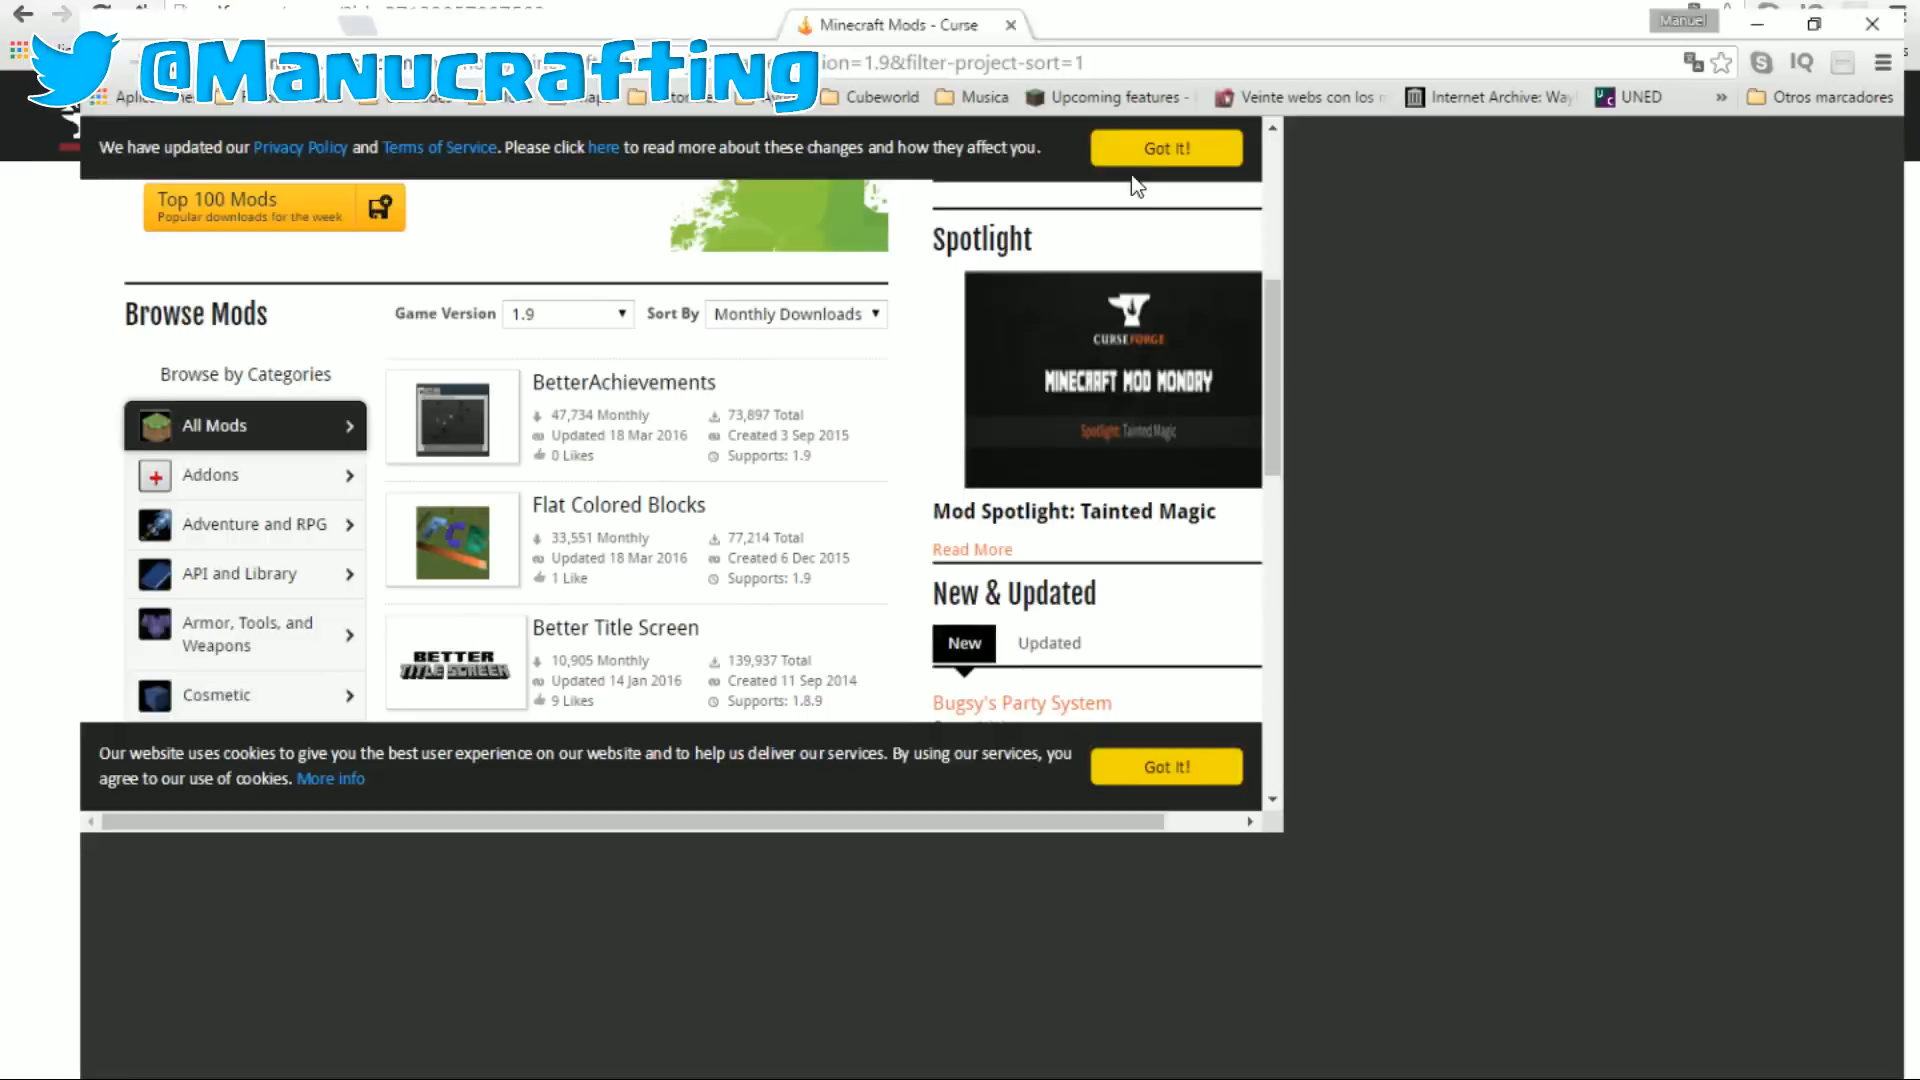 Minecraft Mods - Curse
Manuel
@Manucrafting
ion=1.9&filter-project-sort=1
IQ
Cubeworld
Musica
Upcoming features -
Veinte webs con los
Internet Archive: Way
UNED
»
Otros marcadores
We have updated our Privacy Policy and Terms of Service. Please click here to read more about these changes and how they affect you.
Got It!
Top 100 Mods
Popular downloads for the week
Browse Mods
Game Version
1.9
Sort By
Monthly Downloads
Browse by Categories
All Mods
Addons
Adventure and RPG
API and Library
Armor, Tools, and
Weapons
Cosmetic
BetterAchievements
47,734 Monthly
73,897 Total
Updated 18 Mar 2016
Created 3 Sep 2015
0 Likes
Supports: 1.9
Flat Colored Blocks
33,551 Monthly
77,214 Total
Updated 18 Mar 2016
Created 6 Dec 2015
1 Like
Supports: 1.9
BETTER
TITLE SCREEN
Better Title Screen
10,905 Monthly
139,937 Total
Updated 14 Jan 2016
Created 11 Sep 2014
9 Likes
Supports: 1.8.9
Spotlight
CURSEFORGE
MINECRAFT MOD MONDAY
Spotlight: Tainted Magic
Mod Spotlight: Tainted Magic
Read More
New & Updated
New
Updated
Bugsy's Party System
Our website uses cookies to give you the best user experience on our website and to help us deliver our services. By using our services, you
agree to our use of cookies. More info
Got It!